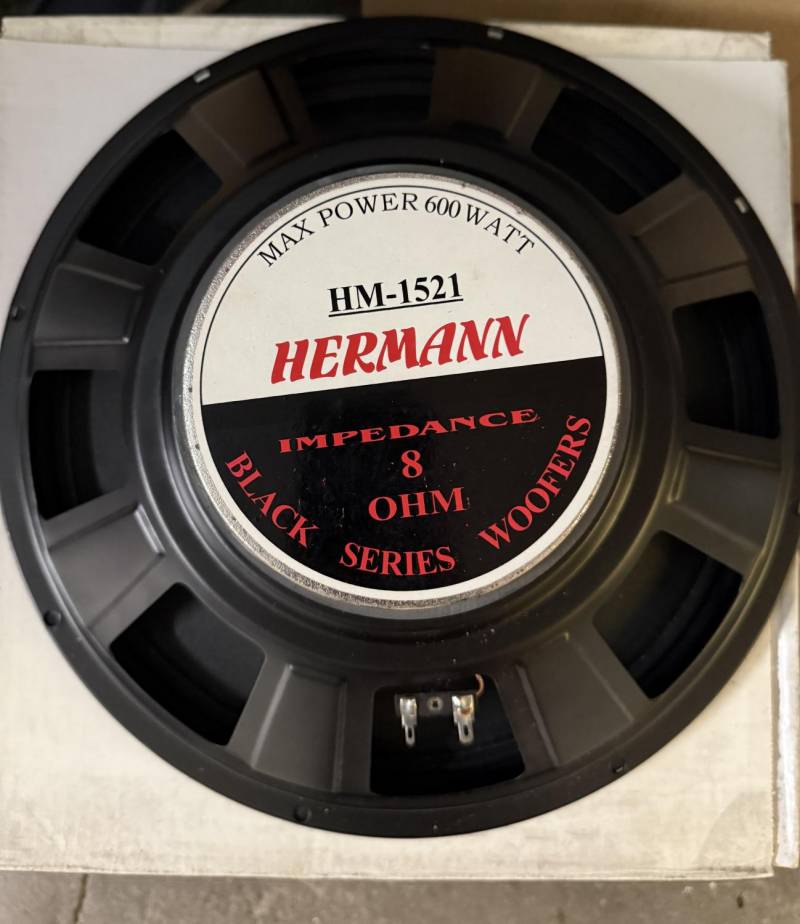 MAX POWER 600 WATT
HM-1521
HERMANN
IMPEDANCE
8
OHM
BLACK SERIES WOOFERS